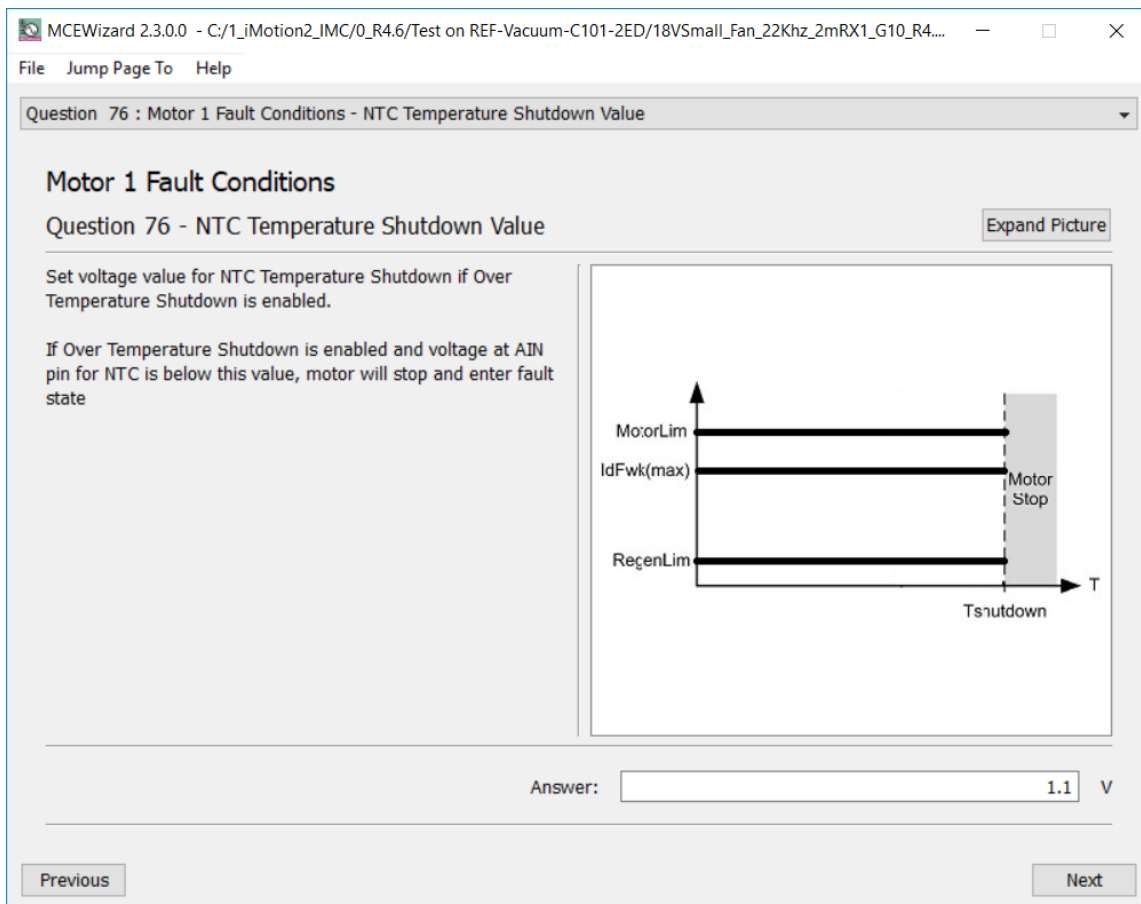 MCEWizard 2.3.0.0 - C:/1_iMotion2_IMC/0_R4.6/Test on REF-Vacuum-C101-2ED/18VSmall_Fan_22Khz_2mRX1_G10_R4....
File Jump Page To Help
Question 76 : Motor 1 Fault Conditions - NTC Temperature Shutdown Value
Motor 1 Fault Conditions
Question 76 - NTC Temperature Shutdown Value
Expand Picture
Set voltage value for NTC Temperature Shutdown if Over
Temperature Shutdown is enabled.
If Over Temperature Shutdown is enabled and voltage at AIN
pin for NTC is below this value, motor will stop and enter fault
state
MotorLim
IdFwk(max)
Motor
Stop
RegenLim
T
Tshutdown
Answer:
1.1
V
Previous
Next